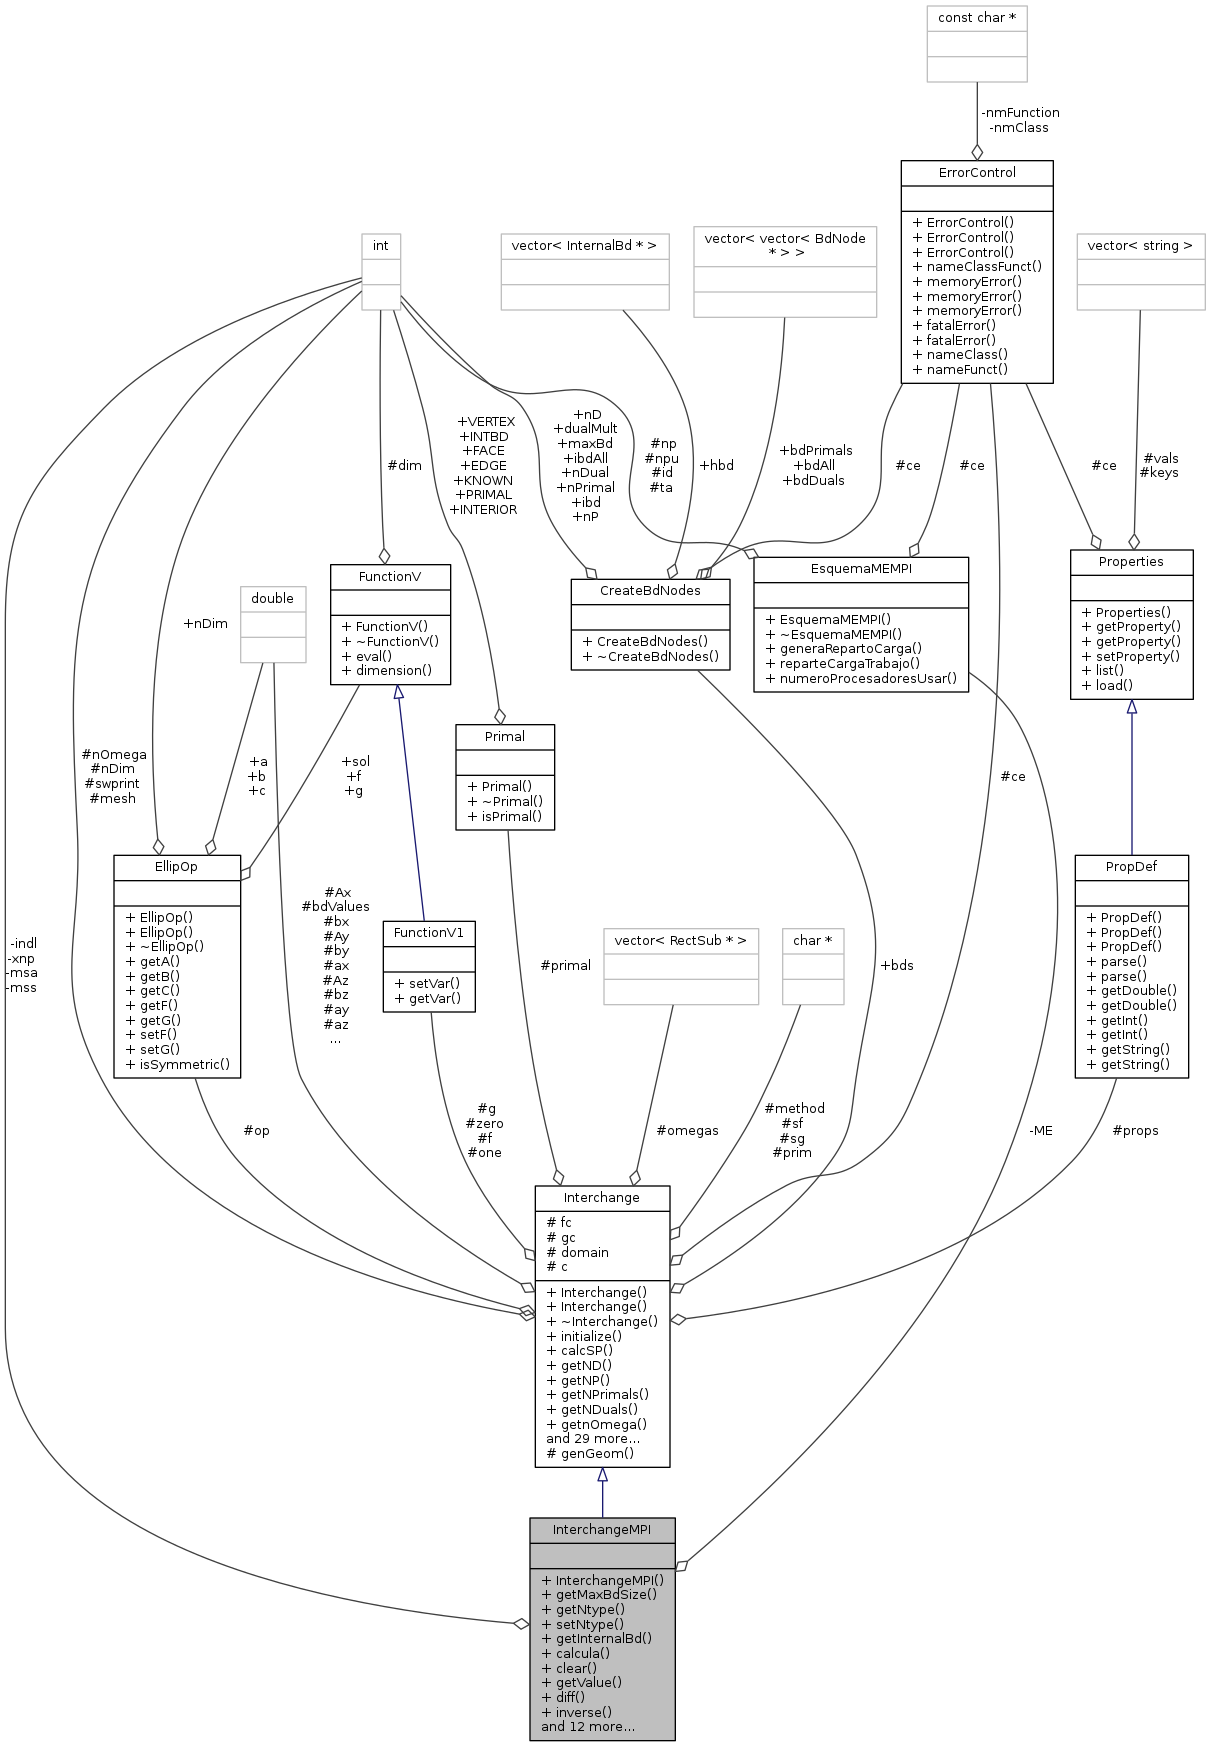 const char *
-nmFunction
-nmClass
ErrorControl
+ ErrorControl()
+ ErrorControl()
+ ErrorControl()
+ nameClassFunct()
+ memoryError()
+ memoryError()
+ memoryError()
+ fatalError()
+ fatalError()
+ nameClass()
+ nameFunct()
int
vector< InternalBd * >
vector< vector< BdNode
* > >
vector< string >
#dim
+VERTEX
+INTBD
+FACE
+EDGE
+KNOWN
+PRIMAL
+INTERIOR
+nD
+dualMult
+maxBd
+ibdAll
+nDual
+nPrimal
+ibd
+nP
#np
#npu
#id
#ta
+hbd
+bdPrimals
+bdAll
+bdDuals
#ce
#ce
#ce
#vals
#keys
FunctionV
+ FunctionV()
+ ~FunctionV()
+ eval()
+ dimension()
CreateBdNodes
+ CreateBdNodes()
+ ~CreateBdNodes()
EsquemaMEMPI
+ EsquemaMEMPI()
+ ~EsquemaMEMPI()
+ generaRepartoCarga()
+ reparteCargaTrabajo()
+ numeroProcesadoresUsar()
Properties
+ Properties()
+ getProperty()
+ getProperty()
+ setProperty()
+ list()
+ load()
double
+nDim
Primal
+ Primal()
+ ~Primal()
+ isPrimal()
#nOmega
#nDim
#swprint
#mesh
+a
+b
+c
+sol
+f
+g
#ce
EllipOp
+ EllipOp()
+ EllipOp()
+ ~EllipOp()
+ getA()
+ getB()
+ getC()
+ getF()
+ getG()
+ setF()
+ setG()
+ isSymmetric()
PropDef
+ PropDef()
+ PropDef()
+ PropDef()
+ parse()
+ parse()
+ getDouble()
+ getDouble()
+ getInt()
+ getInt()
+ getString()
+ getString()
-indl
-xnp
-msa
-mss
#Ax
#bdValues
#bx
#Ay
#by
#ax
#Az
#bz
#ay
#az
...
FunctionV1
+ setVar()
+ getVar()
#primal
vector< RectSub * >
char *
+bds
#op
#g
#zero
#f
#one
#omegas
#method
#sf
#sg
#prim
-ME
#props
Interchange
# fc
# gc
# domain
# c
+ Interchange()
+ Interchange()
+ ~Interchange()
+ initialize()
+ calcSP()
+ getND()
+ getNP()
+ getNPrimals()
+ getNDuals()
+ getnOmega()
and 29 more...
# genGeom()
InterchangeMPI
+ InterchangeMPI()
+ getMaxBdSize()
+ getNtype()
+ setNtype()
+ getInternalBd()
+ calcula()
+ clear()
+ getValue()
+ diff()
+ inverse()
and 12 more...